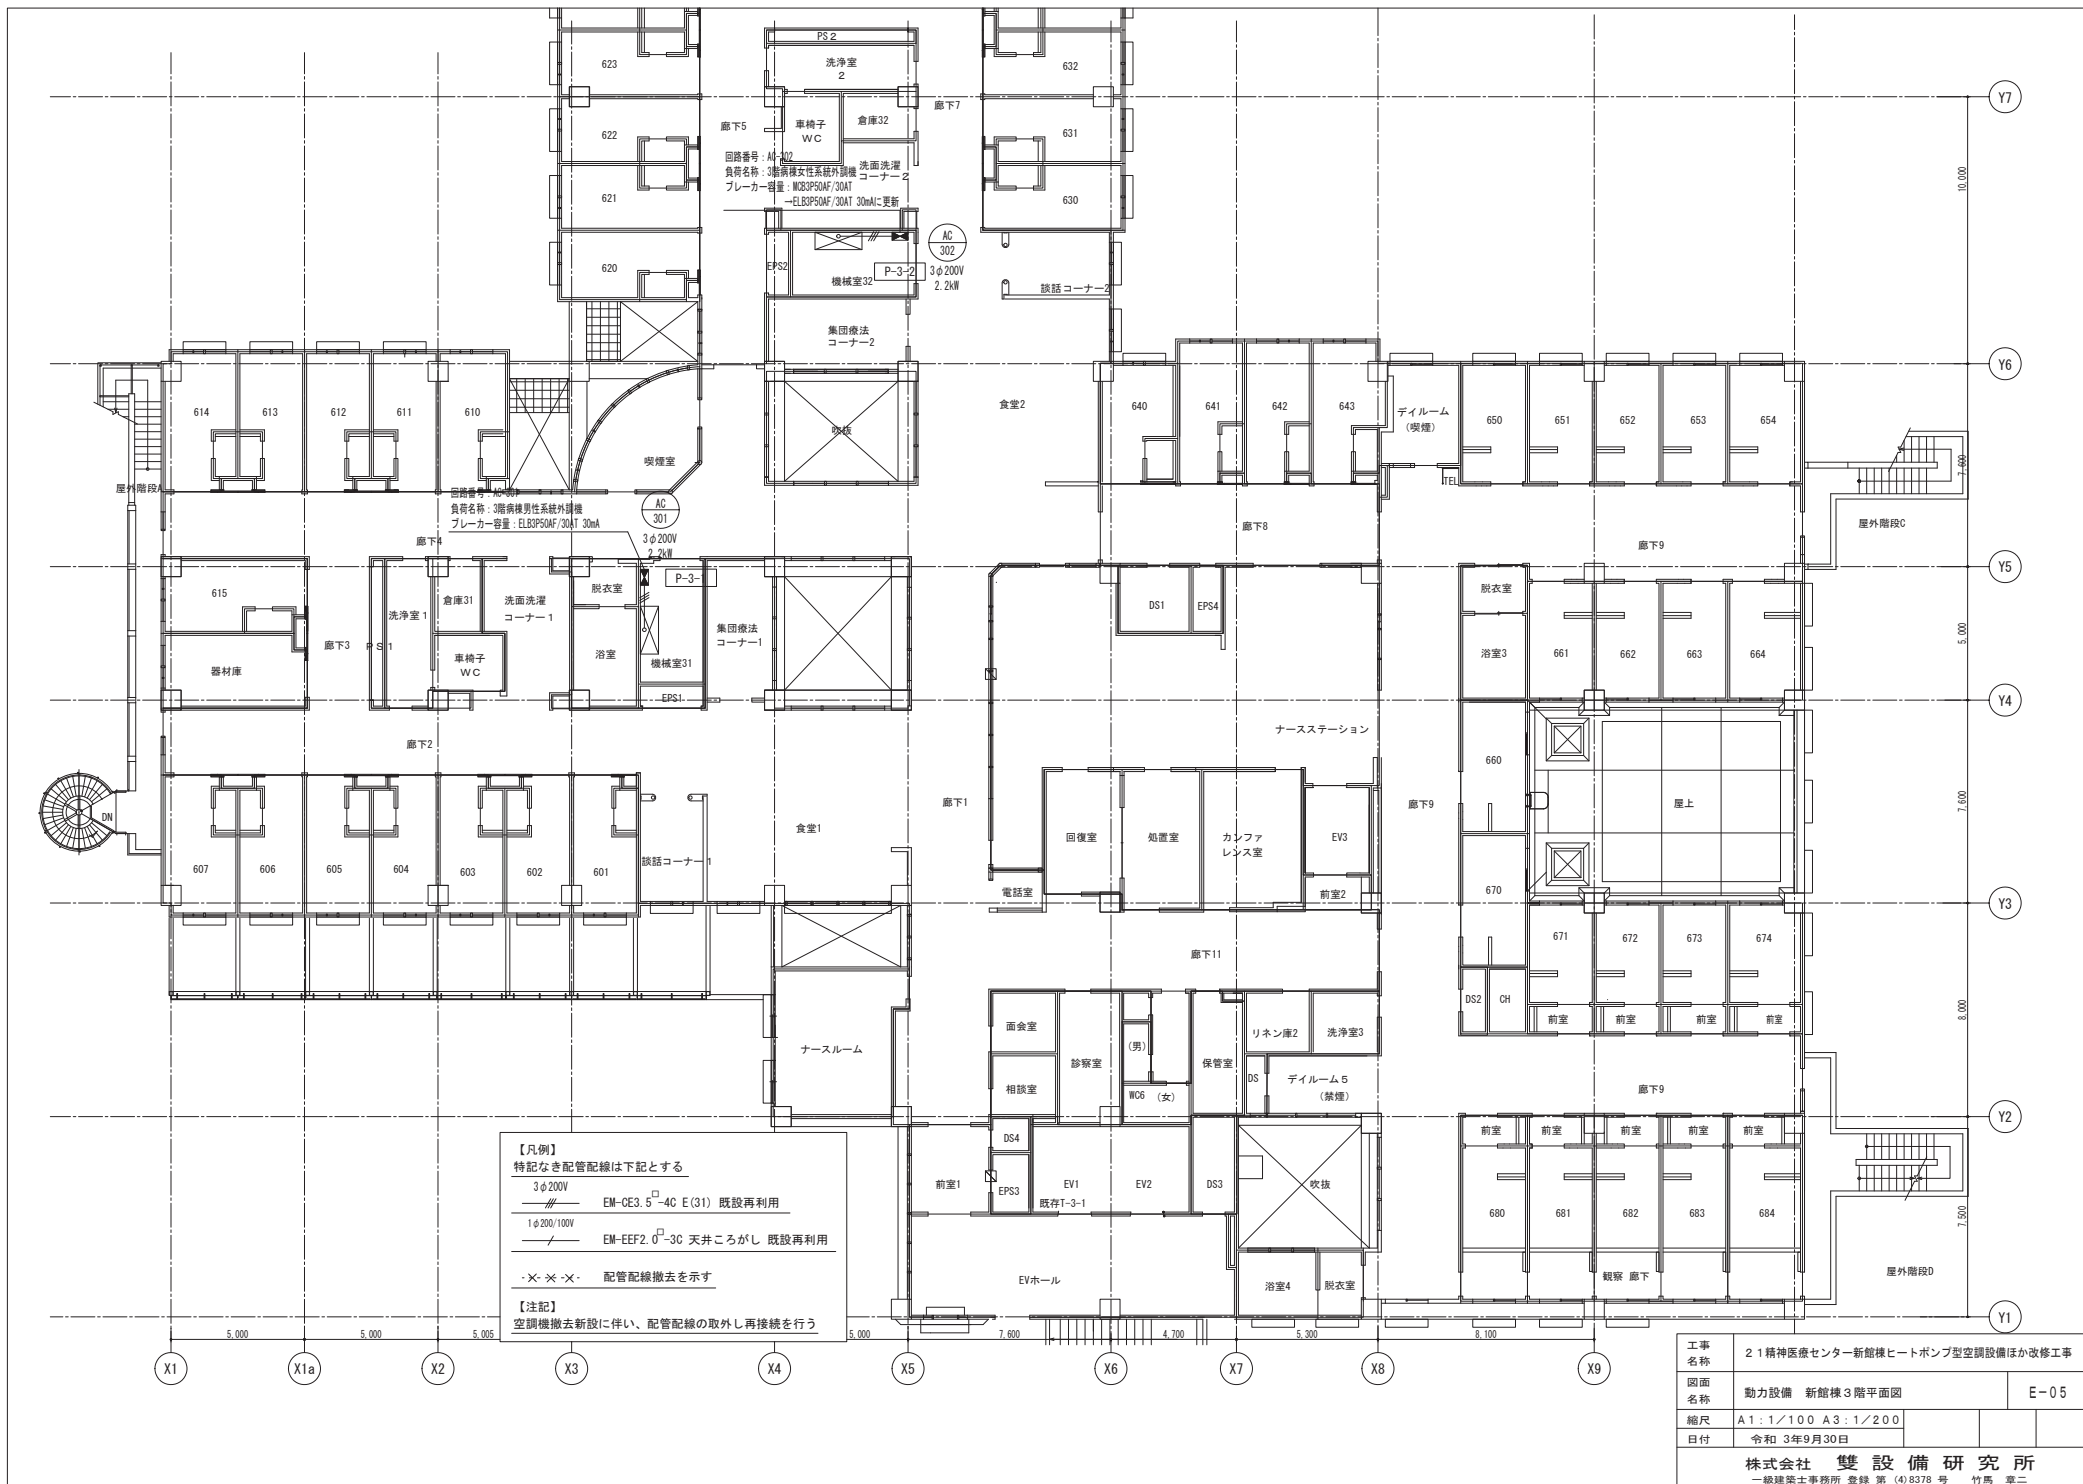 PS２
623
洗浄室
２
632
Y7
廊下7
622
廊下5
車椅子
ＷＣ
倉庫32
631
回路番号：AC-302
負荷名称：3階病棟女性系統外調機
ブレーカー容量：MCB3P50AF/30AT
→ELB3P50AF/30AT 30mAに更新
洗面洗濯
コーナー２
10,000
621
630
AC
302
3φ200V
2.2kW
EPS2
P-3-2
機械室32
620
談話コーナー2
集団療法
コーナー2
Y6
614
613
612
611
610
吹抜
食堂2
640
641
642
643
デイルーム
（喫煙）
650
651
652
653
654
喫煙室
7,600
TEL
屋外階段A
回路番号：AC-301
負荷名称：3階病棟男性系統外調機
ブレーカー容量：ELB3P50AF/30AT 30mA
AC
301
3φ200V
2.2kW
廊下8
屋外階段C
廊下4
廊下9
Y5
P-3-1
615
洗浄室１
倉庫31
洗面洗濯
コーナー１
脱衣室
集団療法
コーナー1
DS1
EPS4
脱衣室
5,000
廊下3
ＰＳ１
車椅子
ＷＣ
浴室
機械室31
浴室3
661
662
663
664
器材庫
EPS1
Y4
廊下2
ナースステーション
660
屋上
7,600
DN
廊下1
廊下9
食堂1
回復室
処置室
カンファ
レンス室
EV3
607
606
605
604
603
602
601
談話コーナー１
電話室
前室2
670
Y3
671
672
673
674
廊下11
DS2
CH
8,000
前室
前室
前室
前室
面会室
リネン庫2
洗浄室3
ナースルーム
（男）
診察室
保管室
相談室
DS
デイルーム５
（禁煙）
廊下9
WC6
（女）
Y2
前室
前室
前室
前室
前室
【凡例】
特記なき配管配線は下記とする
3φ200V
EM-CE3.5□-4C E(31) 既設再利用
1φ200/100V
EM-EEF2.0□-3C 天井ころがし 既設再利用
配管配線撤去を示す
【注記】
空調機撤去新設に伴い、配管配線の取外し再接続を行う
DS4
前室1
EPS3
EV1
EV2
DS3
吹抜
既存T-3-1
680
681
682
683
684
7,500
EVホール
浴室4
脱衣室
観察 廊下
屋外階段D
Y1
5,000
5,000
5,005
5,000
7,600
4,700
5,300
8,100
X1
X1a
X2
X3
X4
X5
X6
X7
X8
X9
工事
名称
２１精神医療センター新館棟ヒートポンプ型空調設備ほか改修工事
図面
名称
動力設備　新館棟３階平面図
Ｅ－０５
縮尺
Ａ１：１／１００ Ａ３：１／２００
日付
令和 3年9月30日
株式会社 雙設備研究所
一級建築士事務所 登録 第 (4)8378 号　竹馬 章二